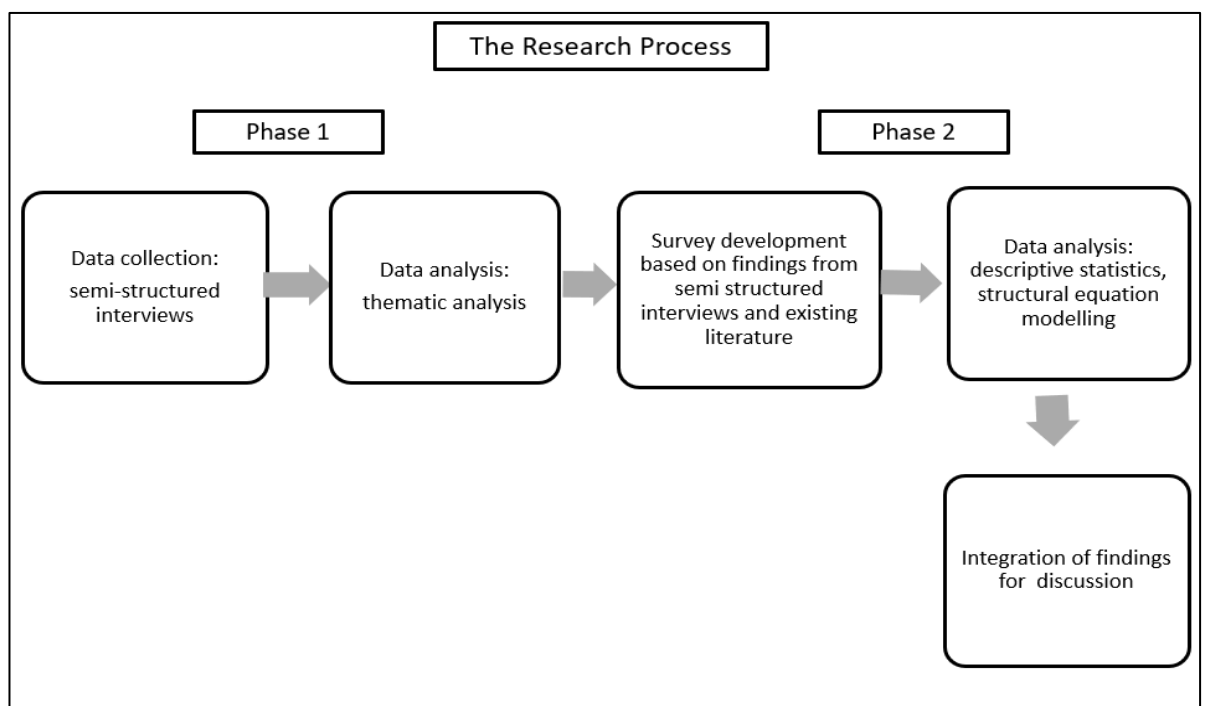 The Research Process
Phase 1
Phase 2
Data collection:
semi-structured
interviews
Data analysis:
thematic analysis
Survey development
based on findings from
semi structured
interviews and existing
literature
Data analysis:
descriptive statistics,
structural equation
modelling
Integration of findings
for discussion